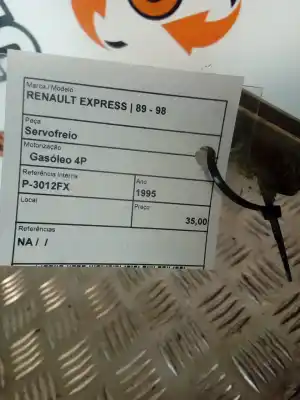 Marca / Modelo
RENAULT EXPRESS | 89 - 98
Peça
Servofreio
Motorização
Gasóleo 4P
Referência Interna
P-3012FX
Ano
1995
Local
Preço
35,00
Referências
NA / /